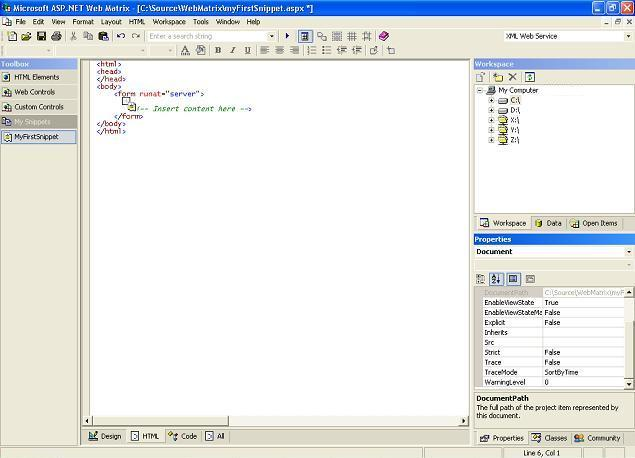 Microsoft ASP.NET Web Matrix - [C:\Source\WebMatrix\myFirstSnippet.aspx *]
File Edit View Format Layout HTML Workspace Tools Window Help
Enter a search string
XML Web Service
B I U
Toolbox
HTML Elements
Web Controls
Custom Controls
My Snippets
MyFirstSnippet
<html>
<head>
</head>
<body>
<form runat="server">
<!-- Insert content here -->
</form>
</body>
</html>
Design HTML Code All
Workspace
My Computer
C:\
D:\
X:\
Y:\
Z:\
Workspace Data Open Items
Properties
Document
DocumentPath C:\Source\WebMatrix\myF
EnableViewState True
EnableViewStateMa False
Explicit False
Inherits
Src
Strict False
Trace False
TraceMode SortByTime
WarningLevel 0
DocumentPath
The full path of the project item represented by
this document.
Properties Classes Community
Line 6, Col 1